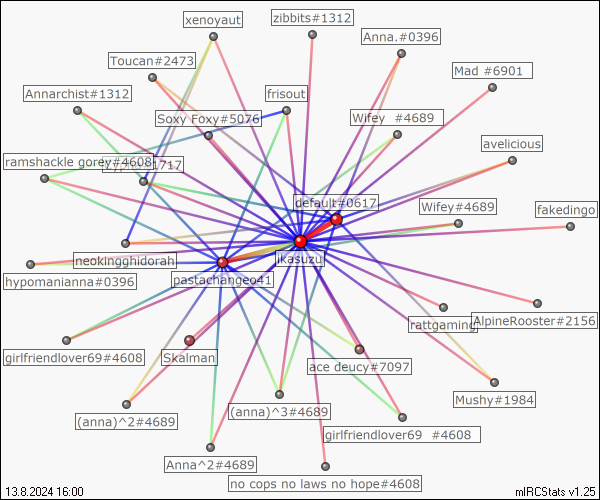 xenoyaut
zibbits#1312
Anna.#0396
Toucan#2473
Mad #6901
Annarchist#1312
frisout
Soxy Foxy#5076
Wifey #4689
avelicious
ramshackle gorey#4608
#1717
default#0617
Wifey#4689
fakedingo
ikasuzu
neokingghidorah
hypomanianna#0396
pastachangeo41
rattgaming
AlpineRooster#2156
girlfriendlover69#4608
Skalman
ace deucy#7097
Mushy#1984
(anna)^2#4689
(anna)^3#4689
girlfriendlover69 #4608
Anna^2#4689
no cops no laws no hope#4608
13.8.2024 16:00
mIRCStats v1.25